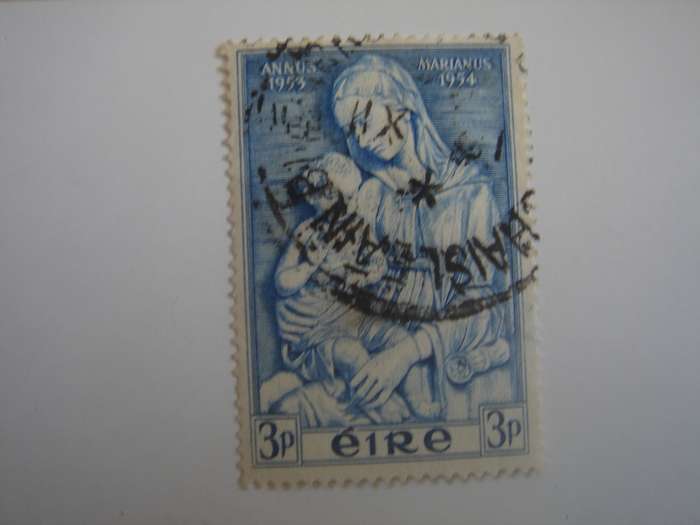 ANNUS MARIANUS
1953 1954
3p éIRe 3p